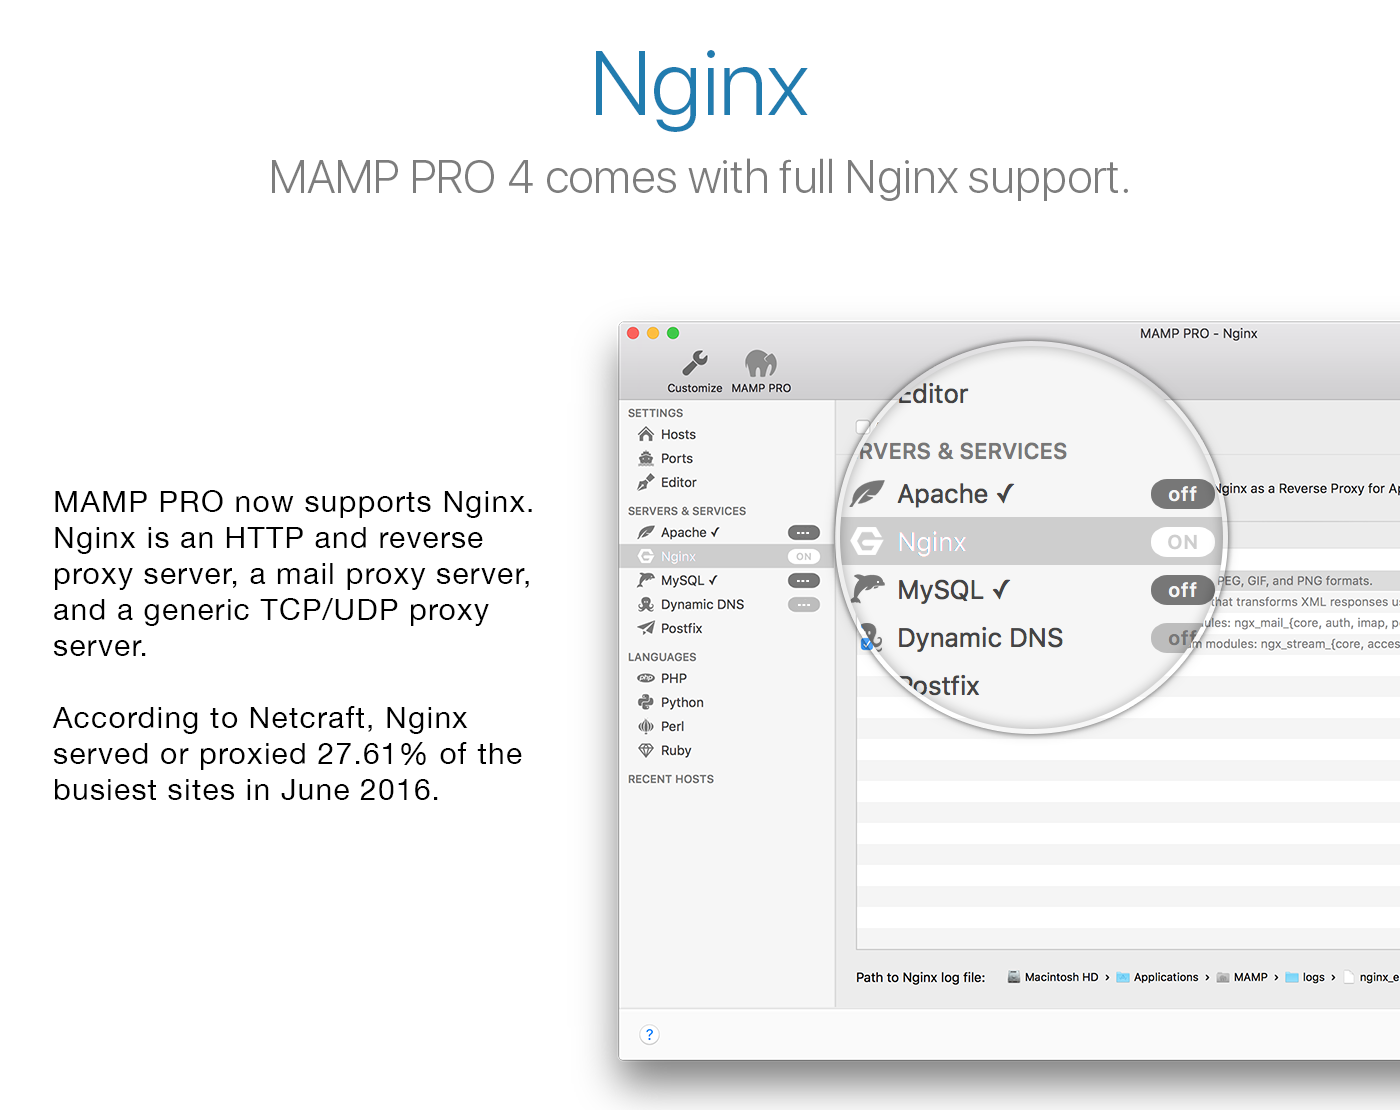 Nginx
MAMP PRO 4 comes with full Nginx support.
MAMP PRO now supports Nginx.
Nginx is an HTTP and reverse
proxy server, a mail proxy server,
and a generic TCP/UDP proxy
server.
According to Netcraft, Nginx
served or proxied 27.61% of the
busiest sites in June 2016.
MAMP PRO - Nginx
Customize MAMP PRO
SETTINGS
Hosts
Ports
Editor
SERVERS & SERVICES
Apache ✓ ---
Nginx ON
MySQL ✓ ---
Dynamic DNS ---
Postfix
LANGUAGES
PHP
Python
Perl
Ruby
RECENT HOSTS
Editor
RVERS & SERVICES
Apache ✓ off
Nginx ON
MySQL ✓ off
Dynamic DNS off
Postfix
Nginx as a Reverse Proxy for Ap
PEG, GIF, and PNG formats.
that transforms XML responses u
ules: ngx_mail_{core, auth, imap, p
m modules: ngx_stream_{core, acces
Path to Nginx log file: Macintosh HD › Applications › MAMP › logs › nginx_e
?